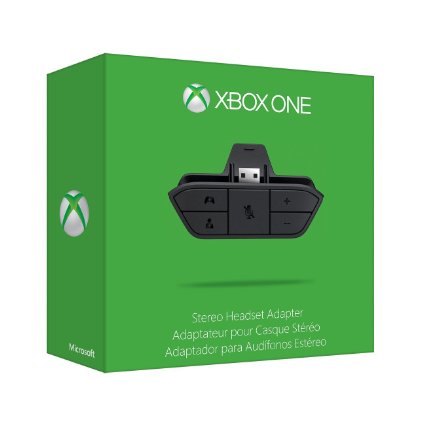 XBOX ONE
Stereo Headset Adapter
Adaptateur pour Casque Stéréo
Adaptador para Audífonos Estéreo
Microsoft